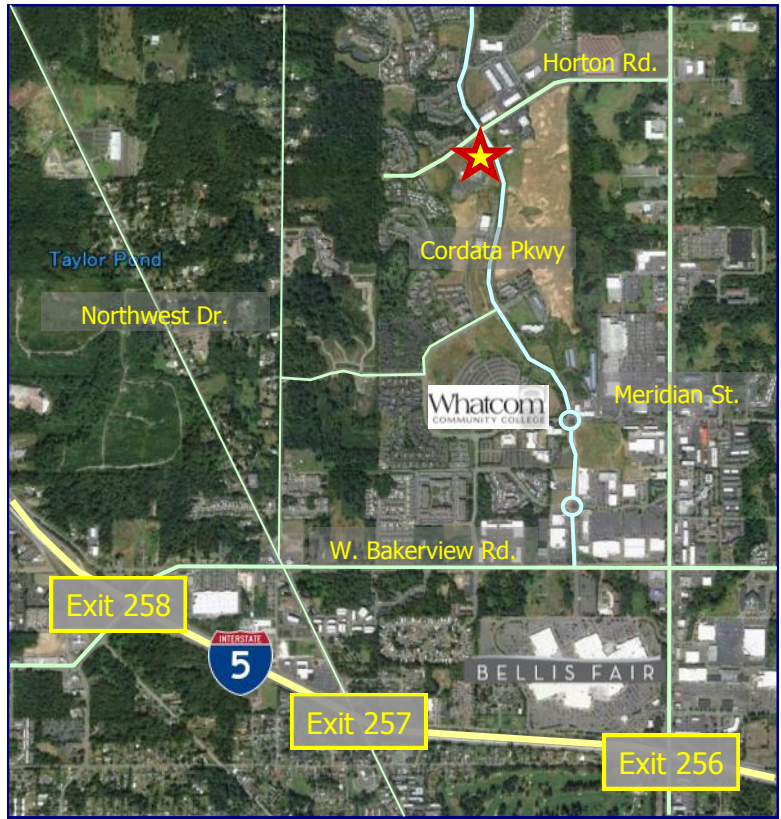 Horton Rd.
Cordata Pkwy
Taylor Pond
Northwest Dr.
Meridian St.
Whatcom
COMMUNITY COLLEGE
W. Bakerview Rd.
Exit 258
INTERSTATE
5
BELLIS FAIR
Exit 257
Exit 256